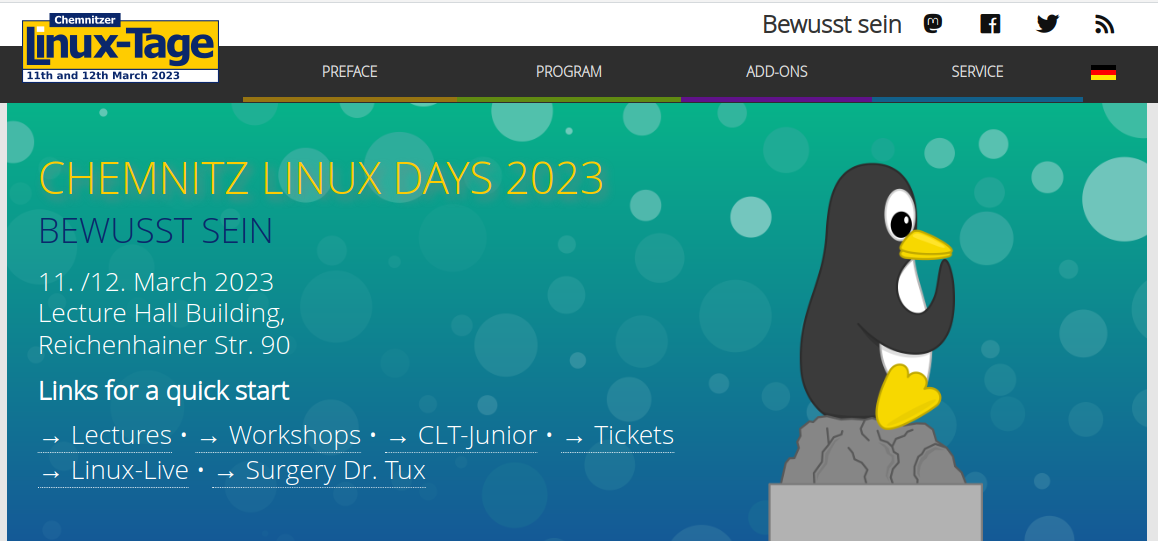 Chemnitzer
Linux-Tage
11th and 12th March 2023
Bewusst sein
PREFACE PROGRAM ADD-ONS SERVICE
CHEMNITZ LINUX DAYS 2023
BEWUSST SEIN
11. /12. March 2023
Lecture Hall Building,
Reichenhainer Str. 90
Links for a quick start
→ Lectures • → Workshops • → CLT-Junior • → Tickets
→ Linux-Live • → Surgery Dr. Tux